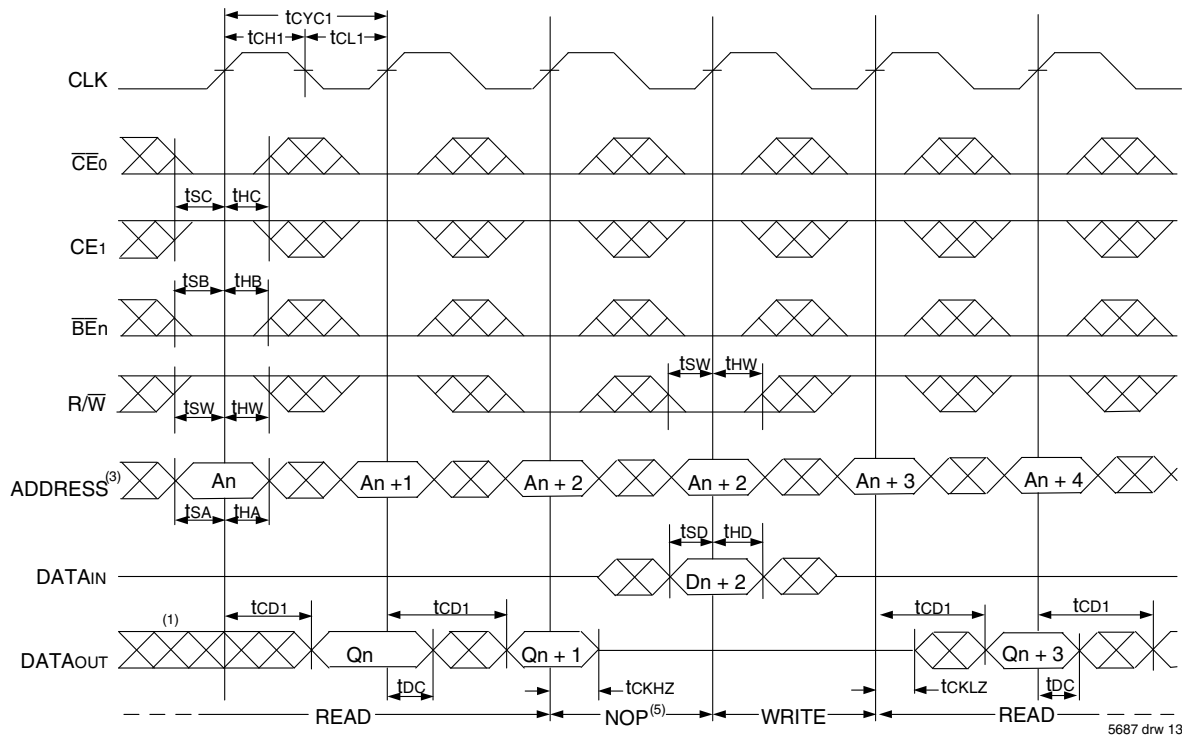 tCYC1
tCH1 tCL1
CLK
CE0
tSC tHC
CE1
tSB tHB
BEn
tSW tHW
R/W
tSW tHW
ADDRESS(3) An An +1 An + 2 An + 2 An + 3 An + 4
tSA tHA
tSD tHD
DATAIN Dn + 2
(1) tCD1 tCD1 tCD1 tCD1
DATAOUT Qn Qn + 1 Qn + 3
tDC tCKHZ tCKLZ tDC
READ NOP(5) WRITE READ
5687 drw 13